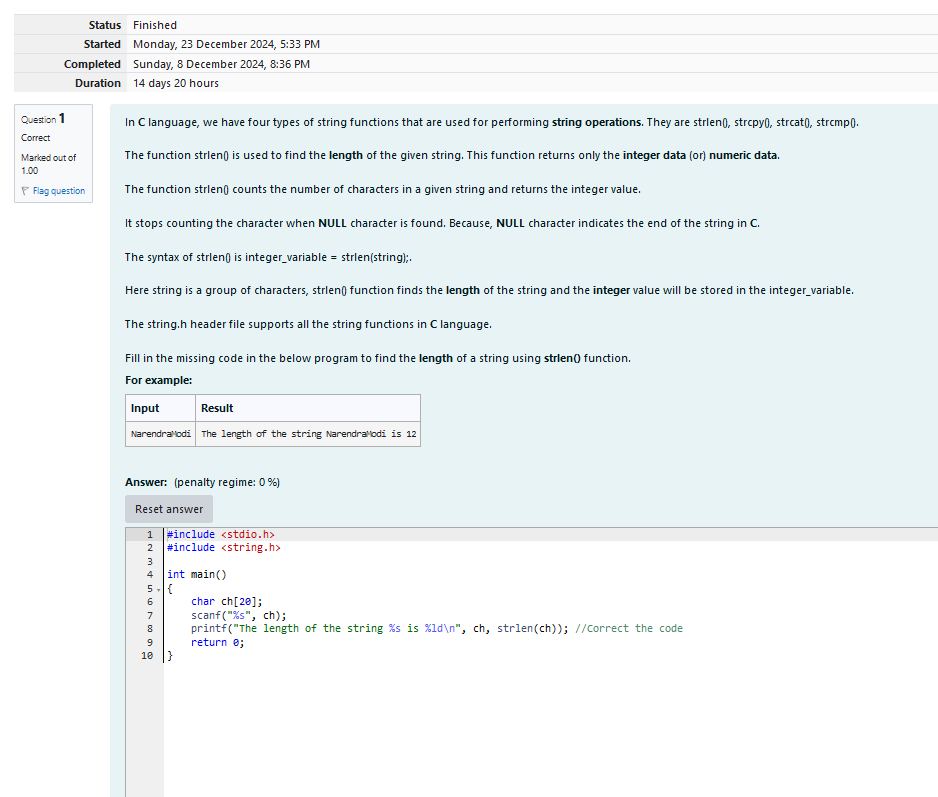 Status Finished
Started Monday, 23 December 2024, 5:33 PM
Completed Sunday, 8 December 2024, 8:36 PM
Duration 14 days 20 hours
Question 1
Correct
Marked out of
1.00
Flag question
In C language, we have four types of string functions that are used for performing string operations. They are strlen(), strcpy(), strcat(), strcmp().
The function strlen() is used to find the length of the given string. This function returns only the integer data (or) numeric data.
The function strlen() counts the number of characters in a given string and returns the integer value.
It stops counting the character when NULL character is found. Because, NULL character indicates the end of the string in C.
The syntax of strlen() is integer_variable = strlen(string);.
Here string is a group of characters, strlen() function finds the length of the string and the integer value will be stored in the integer_variable.
The string.h header file supports all the string functions in C language.
Fill in the missing code in the below program to find the length of a string using strlen() function.
For example:
Input Result
NarendraModi The length of the string NarendraModi is 12
Answer: (penalty regime: 0 %)
Reset answer
1 #include <stdio.h>
2 #include <string.h>
3
4 int main()
5 {
6     char ch[20];
7     scanf("%s", ch);
8     printf("The length of the string %s is %ld\n", ch, strlen(ch)); //Correct the code
9     return 0;
10 }